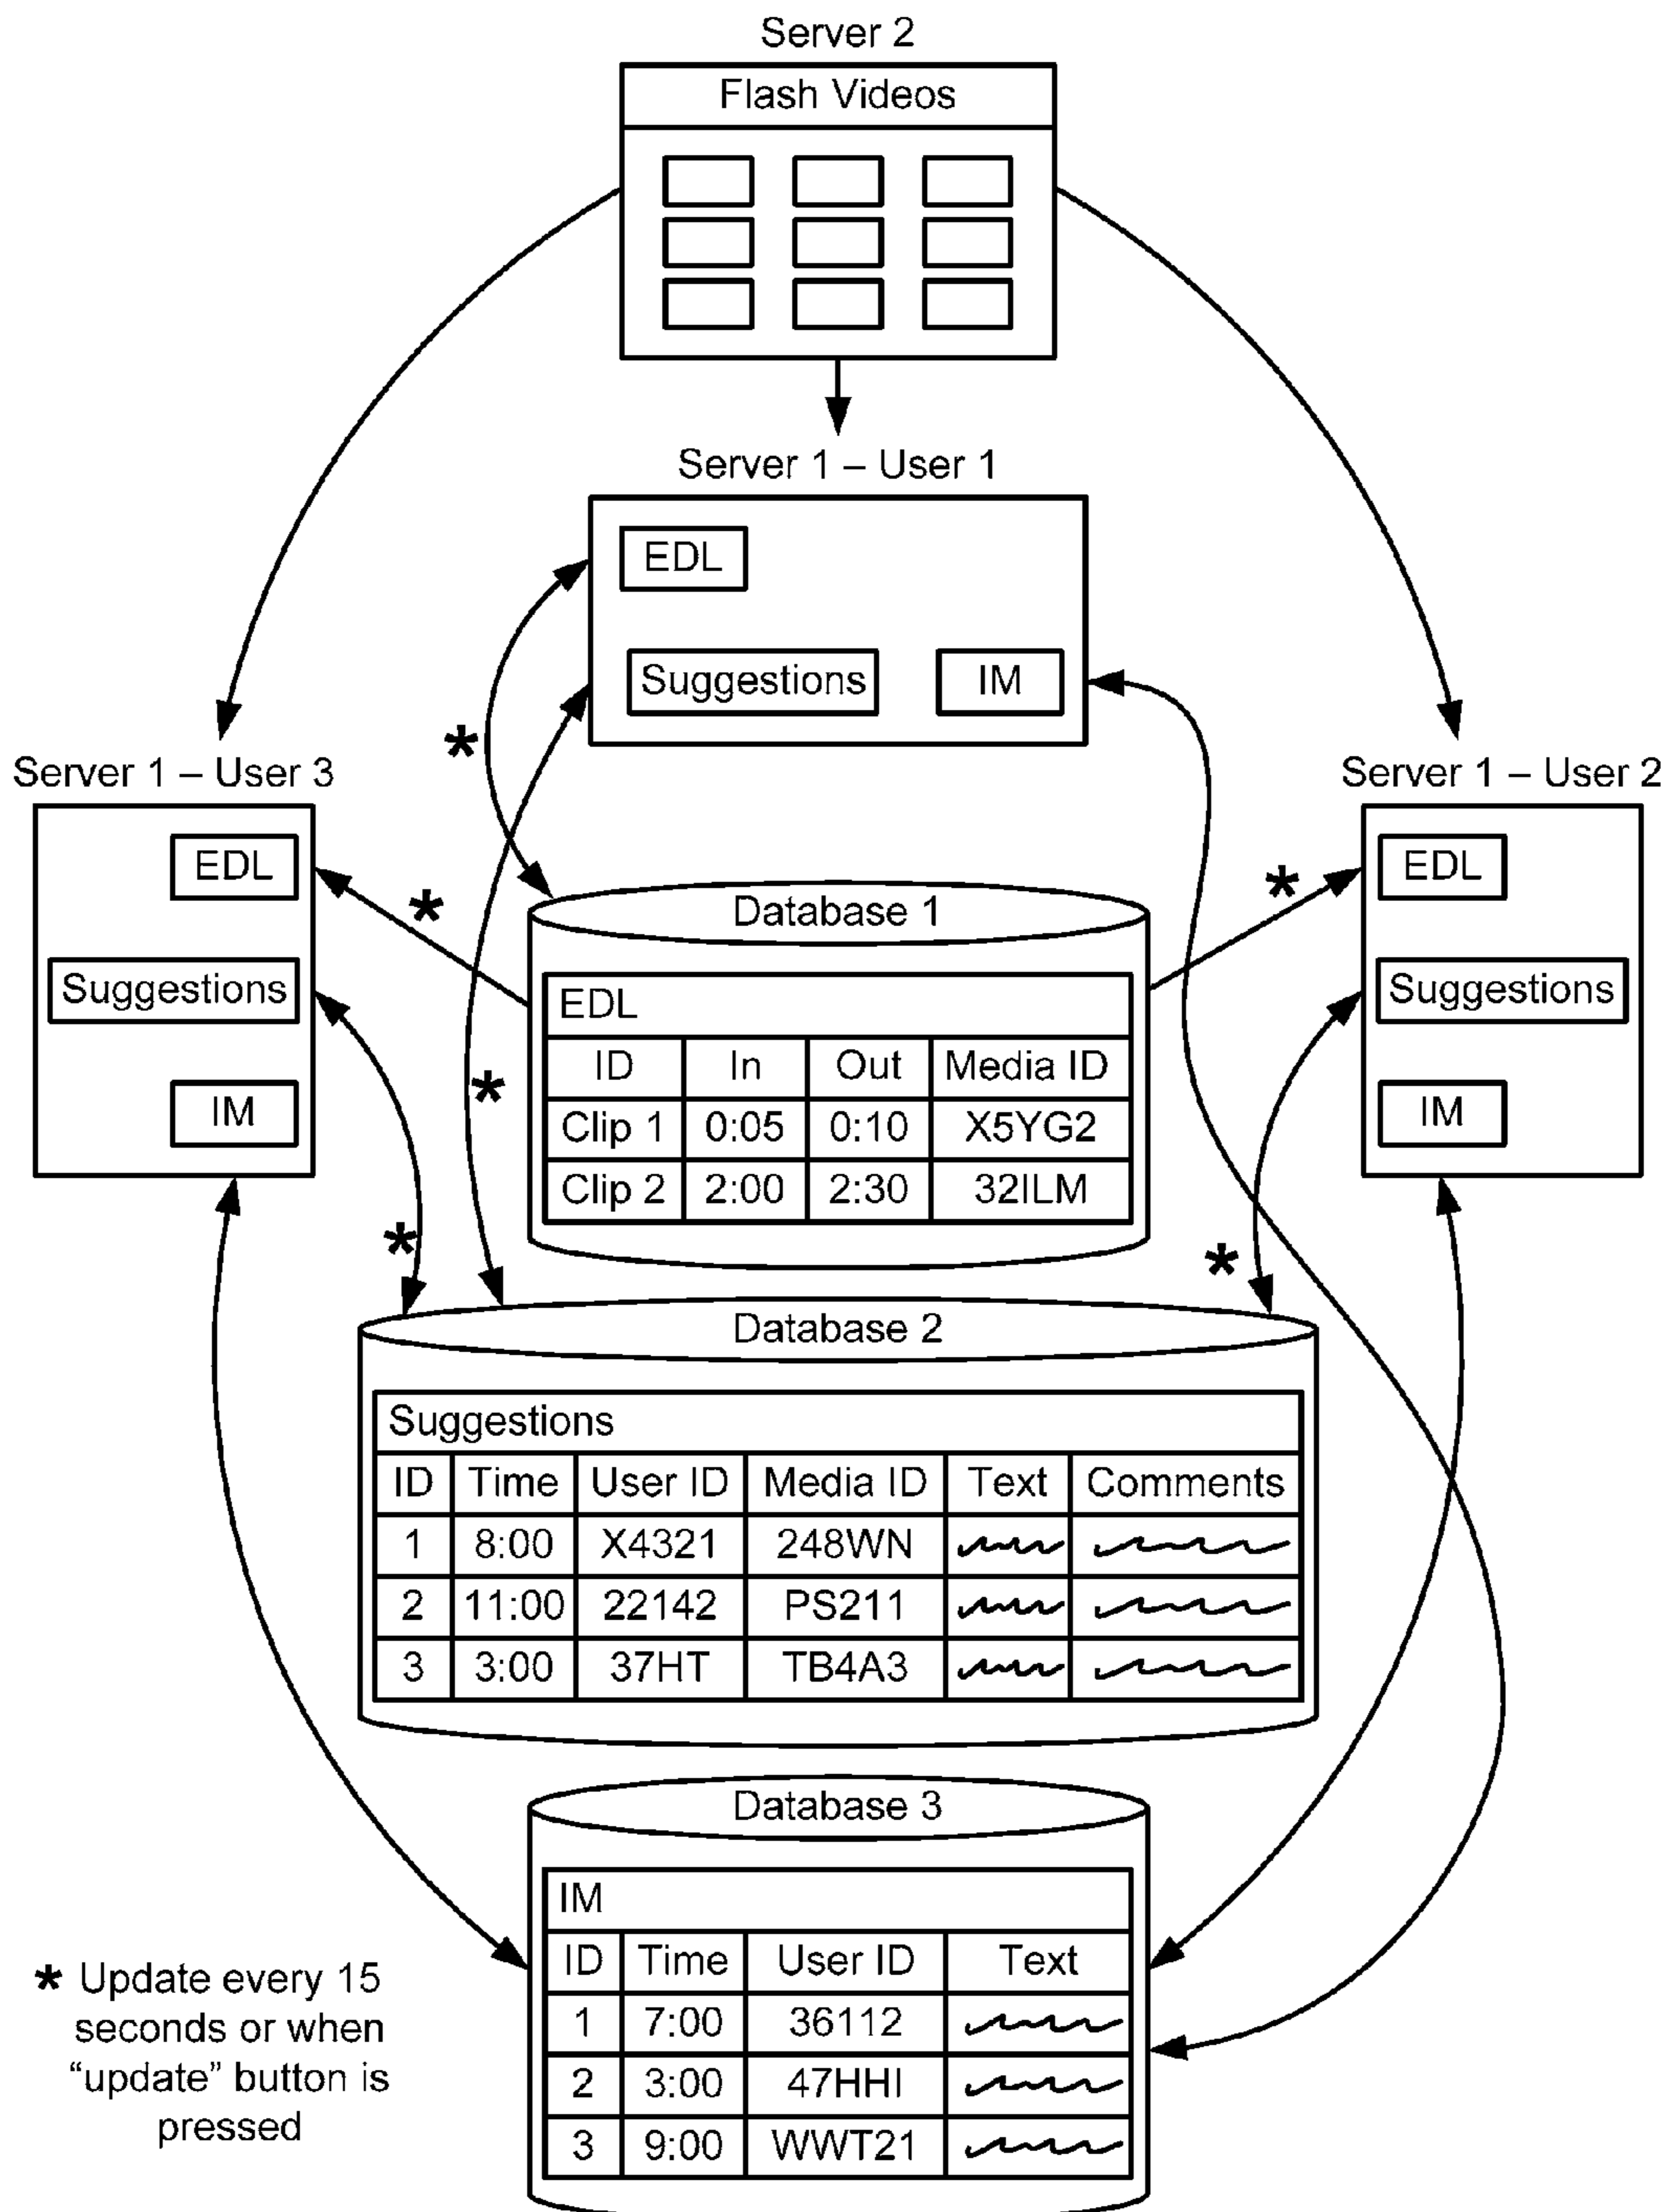 Server 2
Flash Videos
Server 1 – User 1
EDL
Suggestions
IM
*
Server 1 – User 3
EDL
Suggestions
IM
Server 1 – User 2
EDL
Suggestions
IM
*
*
*
*
*
Database 1
EDL
ID In Out Media ID
Clip 1 0:05 0:10 X5YG2
Clip 2 2:00 2:30 32ILM
Database 2
Suggestions
ID Time User ID Media ID Text Comments
1 8:00 X4321 248WN
2 11:00 22142 PS211
3 3:00 37HT TB4A3
Database 3
IM
ID Time User ID Text
1 7:00 36112
2 3:00 47HHI
3 9:00 WWT21
* Update every 15
seconds or when
“update” button is
pressed